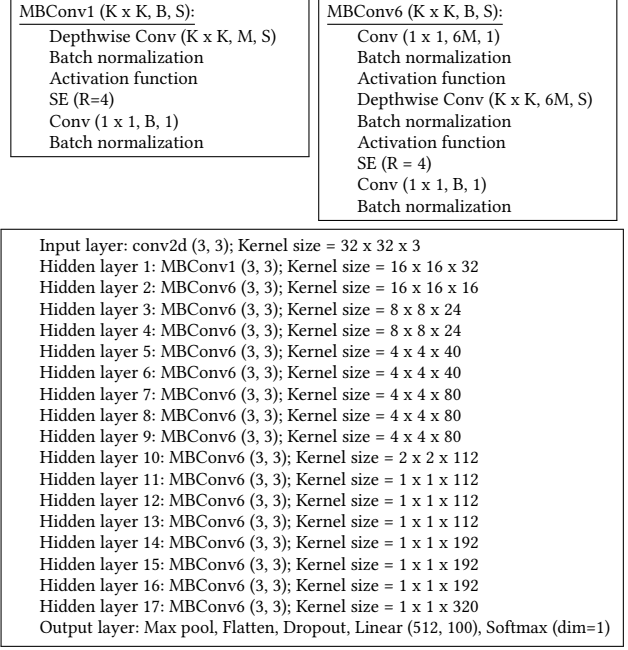 MBConv1 (K x K, B, S):
Depthwise Conv (K x K, M, S)
Batch normalization
Activation function
SE (R=4)
Conv (1 x 1, B, 1)
Batch normalization
MBConv6 (K x K, B, S):
Conv (1 x 1, 6M, 1)
Batch normalization
Activation function
Depthwise Conv (K x K, 6M, S)
Batch normalization
Activation function
SE (R = 4)
Conv (1 x 1, B, 1)
Batch normalization
Input layer: conv2d (3, 3); Kernel size = 32 x 32 x 3
Hidden layer 1: MBConv1 (3, 3); Kernel size = 16 x 16 x 32
Hidden layer 2: MBConv6 (3, 3); Kernel size = 16 x 16 x 16
Hidden layer 3: MBConv6 (3, 3); Kernel size = 8 x 8 x 24
Hidden layer 4: MBConv6 (3, 3); Kernel size = 8 x 8 x 24
Hidden layer 5: MBConv6 (3, 3); Kernel size = 4 x 4 x 40
Hidden layer 6: MBConv6 (3, 3); Kernel size = 4 x 4 x 40
Hidden layer 7: MBConv6 (3, 3); Kernel size = 4 x 4 x 80
Hidden layer 8: MBConv6 (3, 3); Kernel size = 4 x 4 x 80
Hidden layer 9: MBConv6 (3, 3); Kernel size = 4 x 4 x 80
Hidden layer 10: MBConv6 (3, 3); Kernel size = 2 x 2 x 112
Hidden layer 11: MBConv6 (3, 3); Kernel size = 1 x 1 x 112
Hidden layer 12: MBConv6 (3, 3); Kernel size = 1 x 1 x 112
Hidden layer 13: MBConv6 (3, 3); Kernel size = 1 x 1 x 112
Hidden layer 14: MBConv6 (3, 3); Kernel size = 1 x 1 x 192
Hidden layer 15: MBConv6 (3, 3); Kernel size = 1 x 1 x 192
Hidden layer 16: MBConv6 (3, 3); Kernel size = 1 x 1 x 192
Hidden layer 17: MBConv6 (3, 3); Kernel size = 1 x 1 x 320
Output layer: Max pool, Flatten, Dropout, Linear (512, 100), Softmax (dim=1)